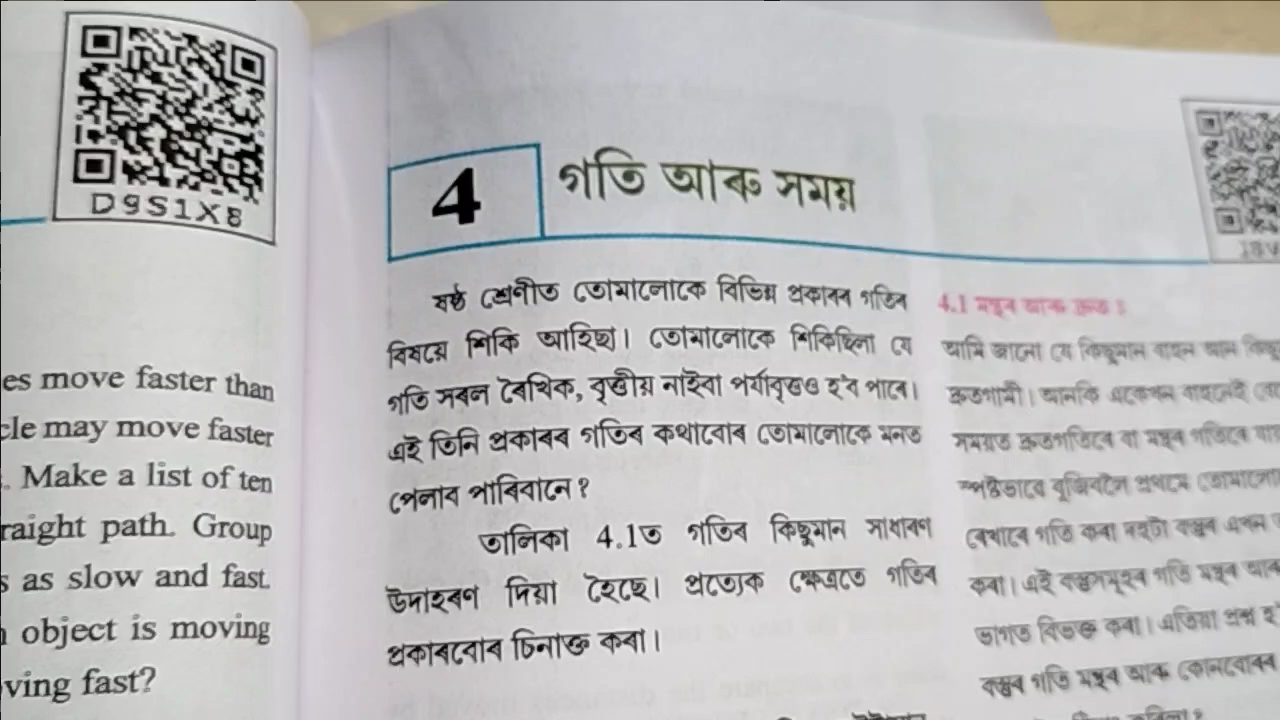 D9S1X8
es move faster than
cle may move faster
. Make a list of ten
raight path. Group
s as slow and fast.
object is moving
ving fast?
4
গতি আৰু সময়
ষষ্ঠ শ্ৰেণীত তোমালোকে বিভিন্ন প্ৰকাৰৰ গতিৰ
বিষয়ে শিকি আহিছা। তোমালোকে শিকিছিলা যে
গতি সৰল ৰৈখিক, বৃত্তীয় নাইবা পৰ্যাবৃত্তও হ'ব পাৰে।
এই তিনি প্ৰকাৰৰ গতিৰ কথাবোৰ তোমালোকে মনত
পেলাব পাৰিবানে?
তালিকা 4.1ত গতিৰ কিছুমান সাধাৰণ
উদাহৰণ দিয়া হৈছে। প্ৰত্যেক ক্ষেত্ৰতে গতিৰ
প্ৰকাৰবোৰ চিনাক্ত কৰা।
4.1 মন্থৰ আৰু দ্ৰুত :
আমি জানো যে কিছুমান বাহন আন
দ্ৰুতগামী। আনকি একেখন বাহনেই
সময়ত দ্ৰুতগতিৰে বা মন্থৰ গতিৰে
স্পষ্টভাৱে বুজিবলৈ প্ৰথমে
ৰেখাৰে গতি কৰা দহটা বস্তুৰ এখন
কৰা। এই বস্তুসমূহৰ গতি মন্থৰ আৰু
ভাগত বিভক্ত কৰা। এতিয়া প্ৰশ্ন
বস্তুৰ গতি মন্থৰ আৰু কোনবোৰৰ